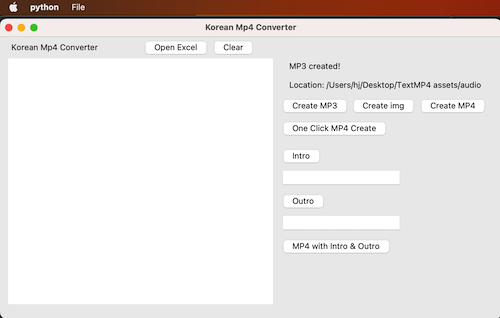 python File
Korean Mp4 Converter
Korean Mp4 Converter Open Excel Clear
MP3 created!
Location: /Users/hj/Desktop/TextMP4 assets/audio
Create MP3 Create img Create MP4
One Click MP4 Create
Intro
Outro
MP4 with Intro & Outro